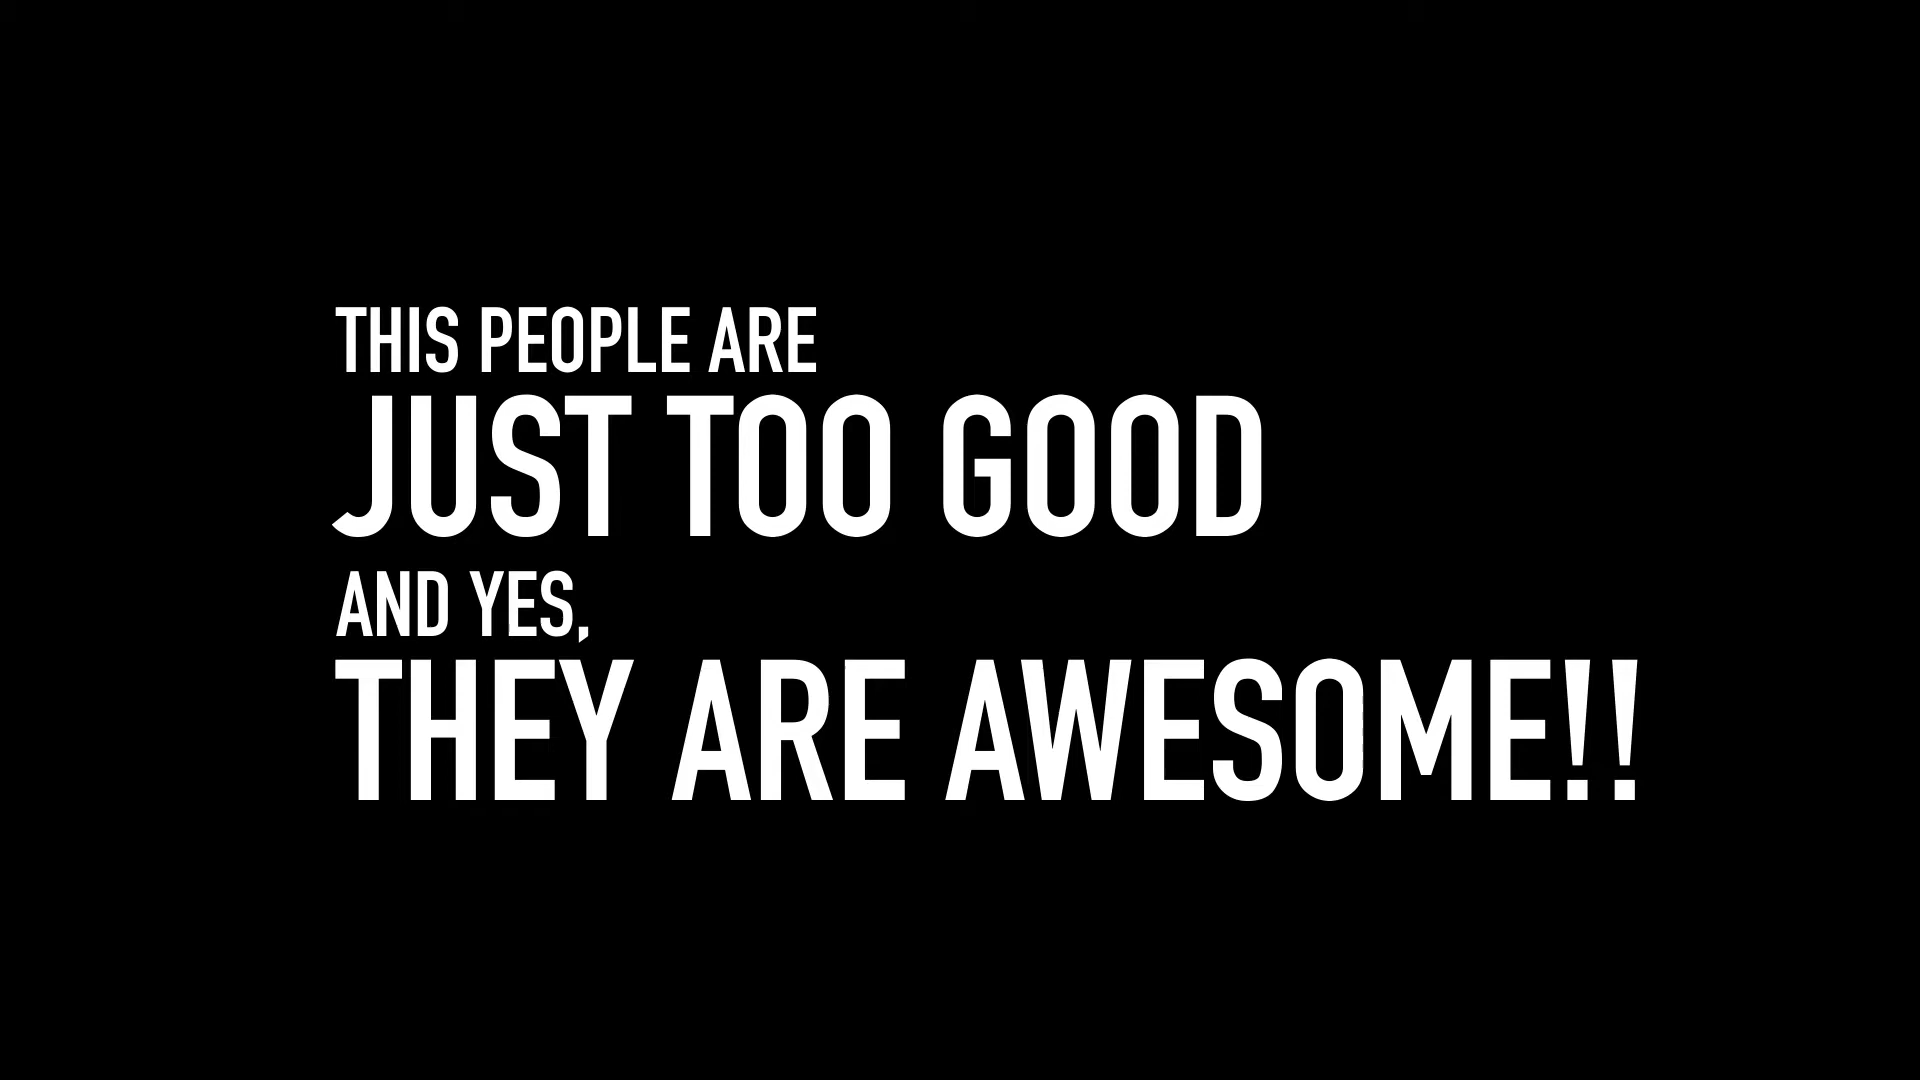 THIS PEOPLE ARE
JUST TOO GOOD
AND YES,
THEY ARE AWESOME!!